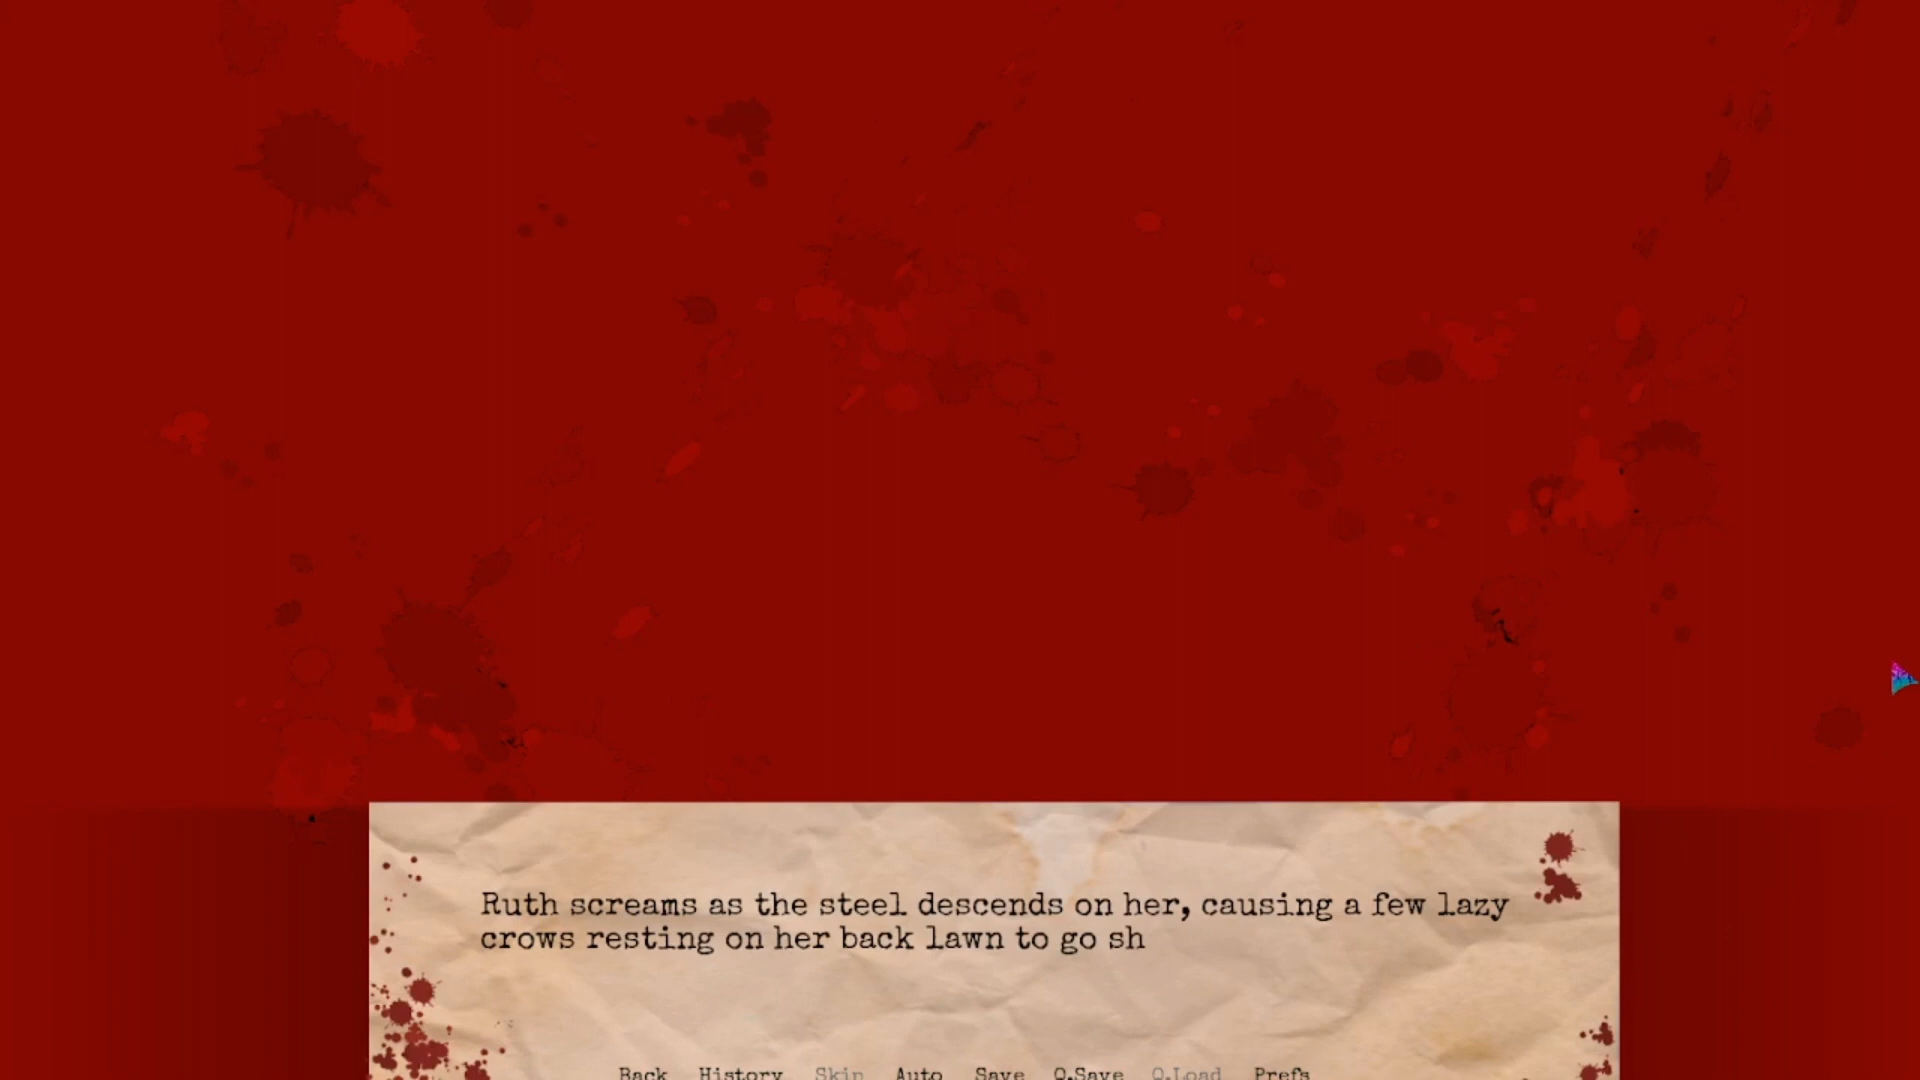 Ruth screams as the steel descends on her, causing a few lazy
crows resting on her back lawn to go sh
Back History Skip Auto Save Q.Save Q.Load Prefs